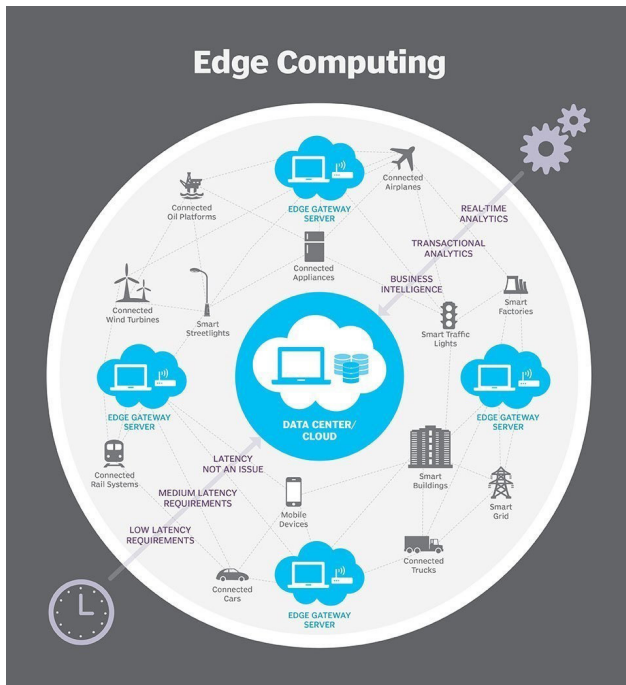 Edge Computing
Connected
Oil Platforms
EDGE GATEWAY
SERVER
Connected
Airplanes
REAL-TIME
ANALYTICS
TRANSACTIONAL
ANALYTICS
BUSINESS
INTELLIGENCE
Connected
Appliances
Connected
Wind Turbines
Smart
Streetlights
Smart Traffic
Lights
Smart
Factories
EDGE GATEWAY
SERVER
DATA CENTER/
CLOUD
EDGE GATEWAY
SERVER
Connected
Rail Systems
LATENCY
NOT AN ISSUE
MEDIUM LATENCY
REQUIREMENTS
LOW LATENCY
REQUIREMENTS
Mobile
Devices
Smart
Buildings
Smart
Grid
Connected
Trucks
Connected
Cars
EDGE GATEWAY
SERVER